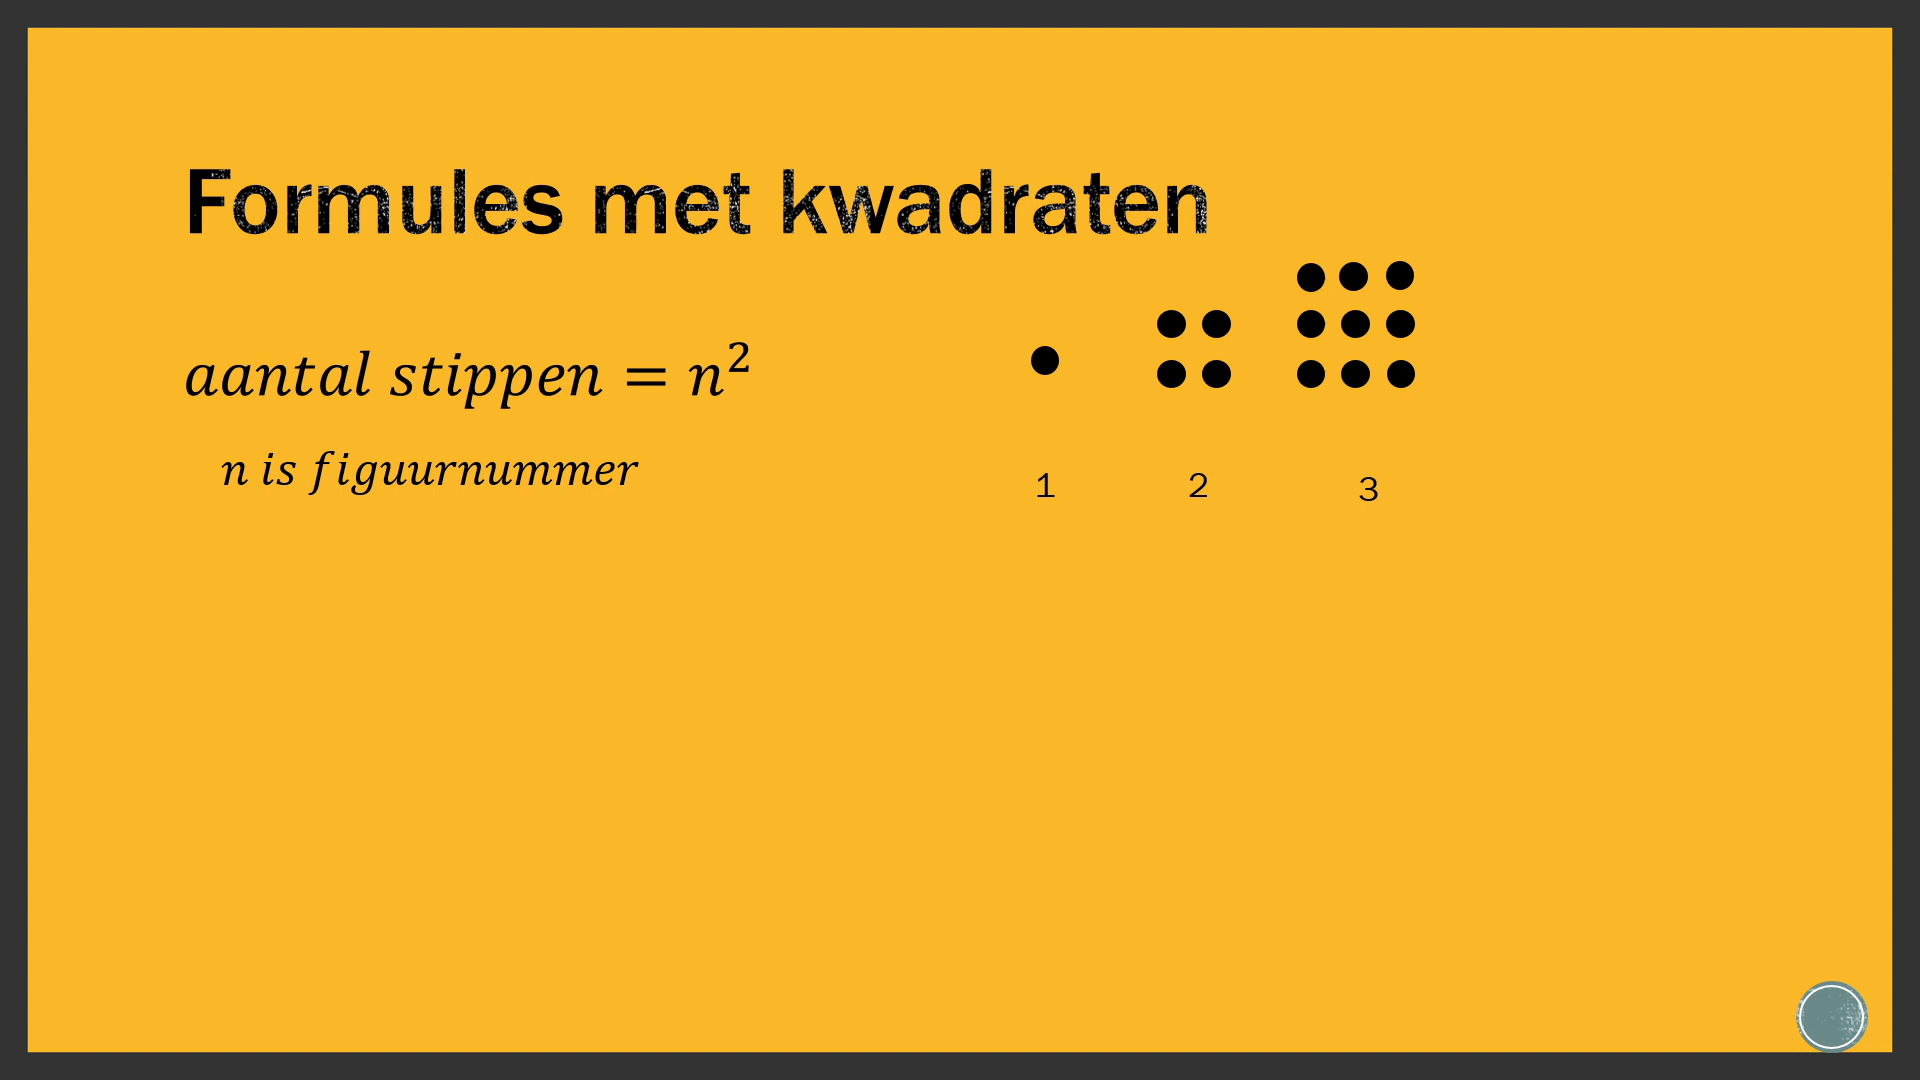 Formules met kwadraten
aantal stippen = n²
n is figuurnummer
1 2 3